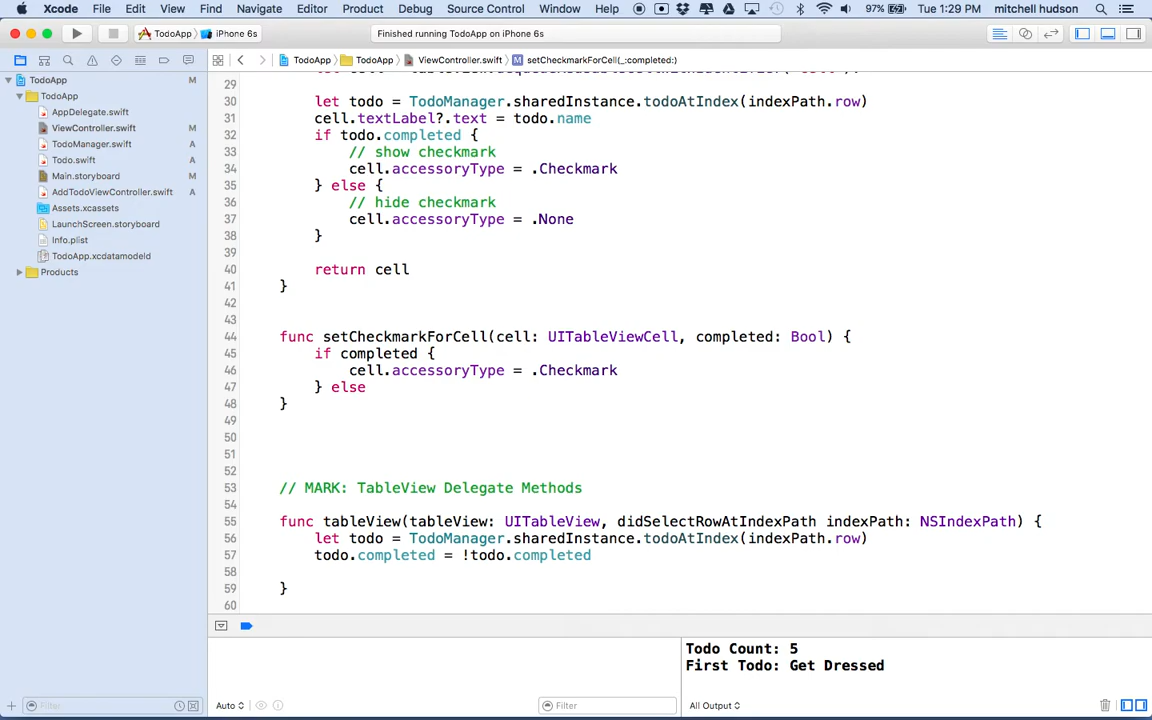 Xcode File Edit View Find Navigate Editor Product Debug Source Control Window Help 97% Tue 1:29 PM mitchell hudson
TodoApp iPhone 6s Finished running TodoApp on iPhone 6s
TodoApp TodoApp ViewController.swift M setCheckmarkForCell(_:completed:)
TodoApp M
TodoApp
AppDelegate.swift
ViewController.swift M
TodoManager.swift A
Todo.swift A
Main.storyboard M
AddTodoViewController.swift A
Assets.xcassets
LaunchScreen.storyboard
Info.plist
TodoApp.xcdatamodeld
Products
29
30 let todo = TodoManager.sharedInstance.todoAtIndex(indexPath.row)
31 cell.textLabel?.text = todo.name
32 if todo.completed {
33 // show checkmark
34 cell.accessoryType = .Checkmark
35 } else {
36 // hide checkmark
37 cell.accessoryType = .None
38 }
39
40 return cell
41 }
42
43
44 func setCheckmarkForCell(cell: UITableViewCell, completed: Bool) {
45 if completed {
46 cell.accessoryType = .Checkmark
47 } else
48 }
49
50
51
52
53 // MARK: TableView Delegate Methods
54
55 func tableView(tableView: UITableView, didSelectRowAtIndexPath indexPath: NSIndexPath) {
56 let todo = TodoManager.sharedInstance.todoAtIndex(indexPath.row)
57 todo.completed = !todo.completed
58
59 }
60
Todo Count: 5
First Todo: Get Dressed
Filter Auto Filter All Output